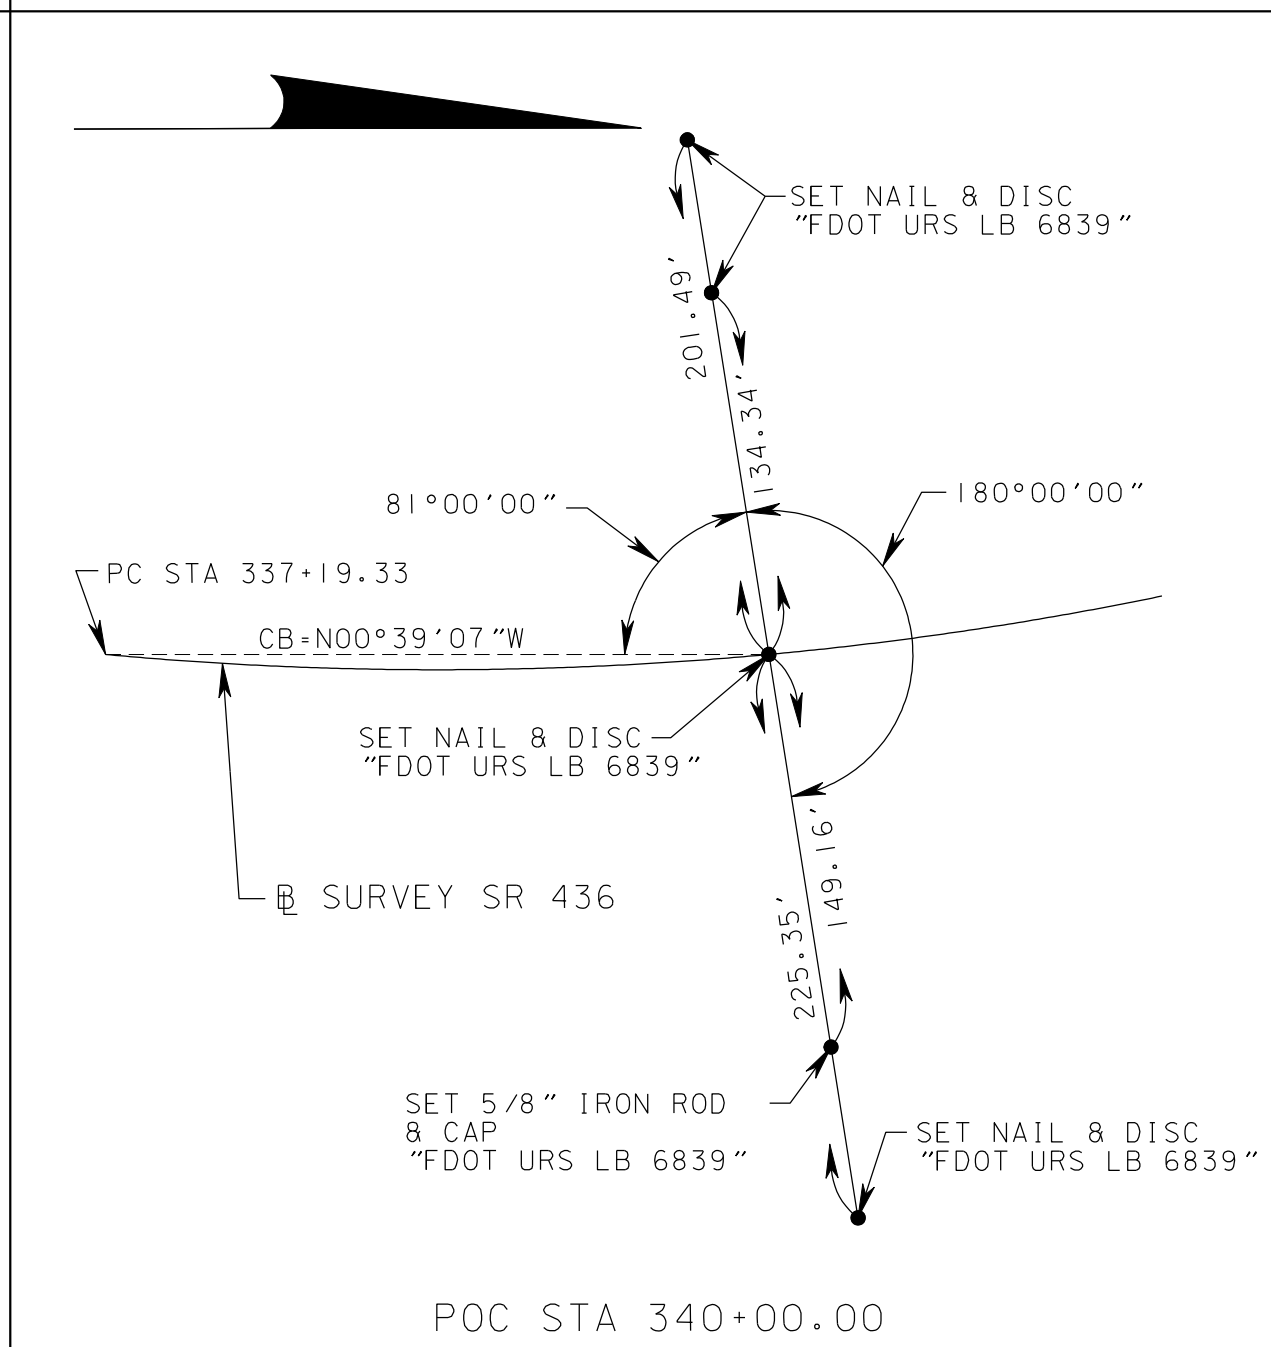 SET NAIL & DISC
"FDOT URS LB 6839"
201.49'
134.34'
81°00'00"
180°00'00"
PC STA 337+19.33
CB=N00°39'07"W
SET NAIL & DISC
"FDOT URS LB 6839"
149.16'
225.35'
BL SURVEY SR 436
SET 5/8" IRON ROD
& CAP
"FDOT URS LB 6839"
SET NAIL & DISC
"FDOT URS LB 6839"
POC STA 340+00.00